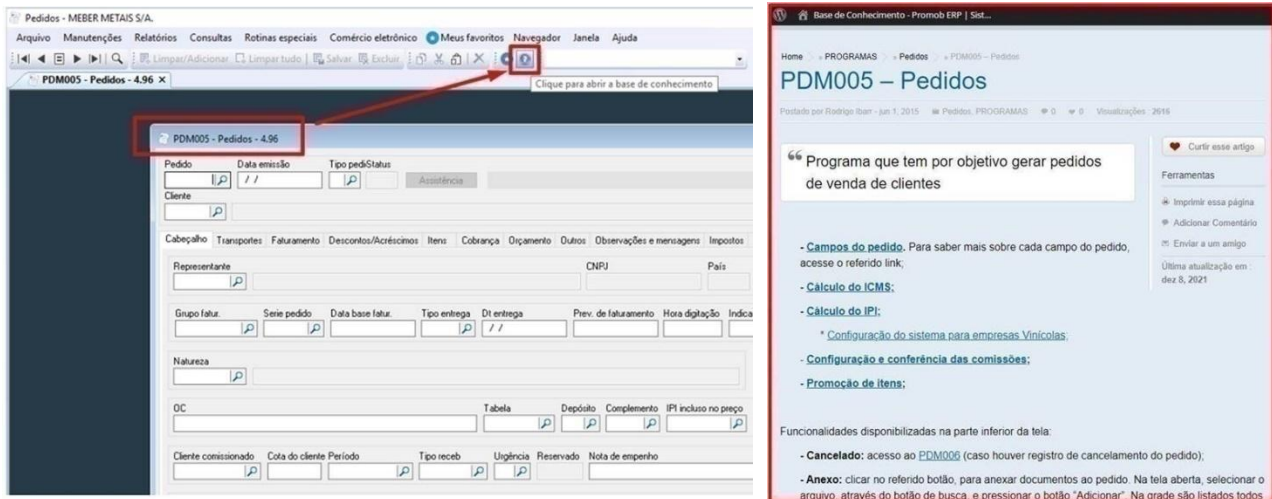 Pedidos - MEBER METAIS S/A.
Arquivo Manutenções Relatórios Consultas Rotinas especiais Comércio eletrônico Meus favoritos Navegador Janela Ajuda
Limpar/Adicionar Limpar tudo Salvar Excluir
PDM005 - Pedidos - 4.96 ×
Clique para abrir a base de conhecimento
PDM005 - Pedidos - 4.96
Pedido Data emissão Tipo pedi Status
/ / Assistência
Cliente
Cabeçalho Transportes Faturamento Descontos/Acréscimos Itens Cobrança Orçamento Outros Observações e mensagens Impostos
Representante CNPJ País
Grupo fatur. Serie pedido Data base fatur. Tipo entrega Dt entrega Prev. de faturamento Hora digitação Indica
/ /
Natureza
OC Tabela Depósito Complemento IPI incluso no preço
Cliente comissionado Cota do cliente Período Tipo receb Urgência Reservado Nota de empenho
Base de Conhecimento - Promob ERP | Sist...
Home » PROGRAMAS » Pedidos » PDM005 – Pedidos
PDM005 – Pedidos
Postado por Rodrigo Ibarr - jun 1, 2015 Pedidos, PROGRAMAS 0 0 Visualizações : 2616
“ Programa que tem por objetivo gerar pedidos
de venda de clientes
Curtir esse artigo
Ferramentas
Imprimir essa página
Adicionar Comentário
Enviar a um amigo
Última atualização em :
dez 8, 2021
- Campos do pedido. Para saber mais sobre cada campo do pedido,
acesse o referido link;
- Cálculo do ICMS;
- Cálculo do IPI;
* Configuração do sistema para empresas Vinícolas;
- Configuração e conferência das comissões;
- Promoção de itens;
Funcionalidades disponibilizadas na parte inferior da tela:
- Cancelado: acesso ao PDM006 (caso houver registro de cancelamento do pedido);
- Anexo: clicar no referido botão, para anexar documentos ao pedido. Na tela aberta, selecionar o
arquivo, através do botão de busca, e pressionar o botão “Adicionar”. Na grade são listados todos